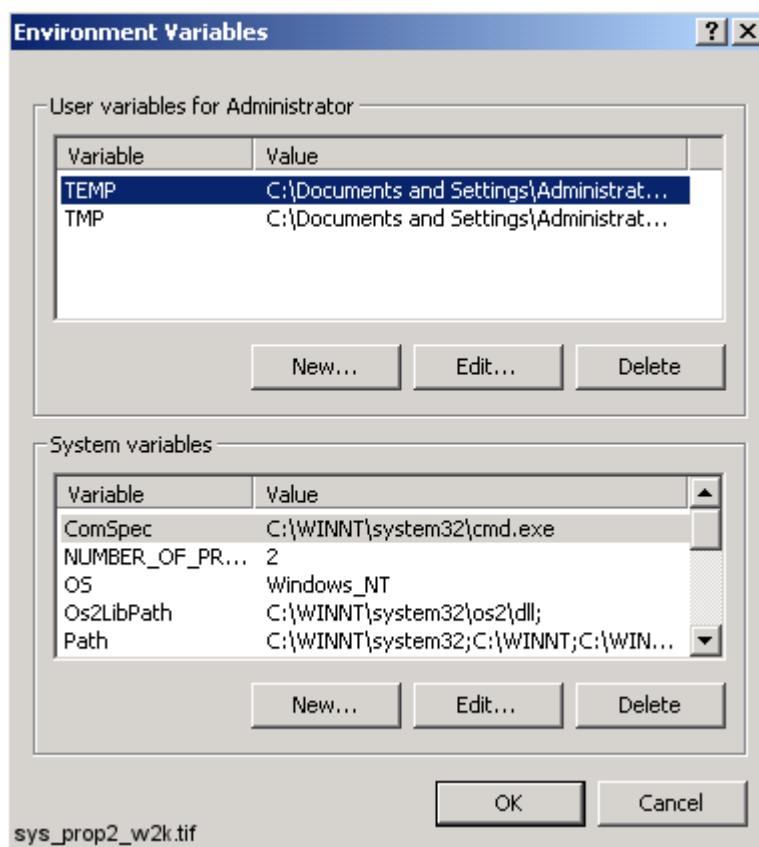 Environment Variables
User variables for Administrator
Variable Value
TEMP C:\Documents and Settings\Administrat...
TMP C:\Documents and Settings\Administrat...
New... Edit... Delete
System variables
Variable Value
ComSpec C:\WINNT\system32\cmd.exe
NUMBER_OF_PR... 2
OS Windows_NT
Os2LibPath C:\WINNT\system32\os2\dll;
Path C:\WINNT\system32;C:\WINNT;C:\WIN...
New... Edit... Delete
OK Cancel
sys_prop2_w2k.tif